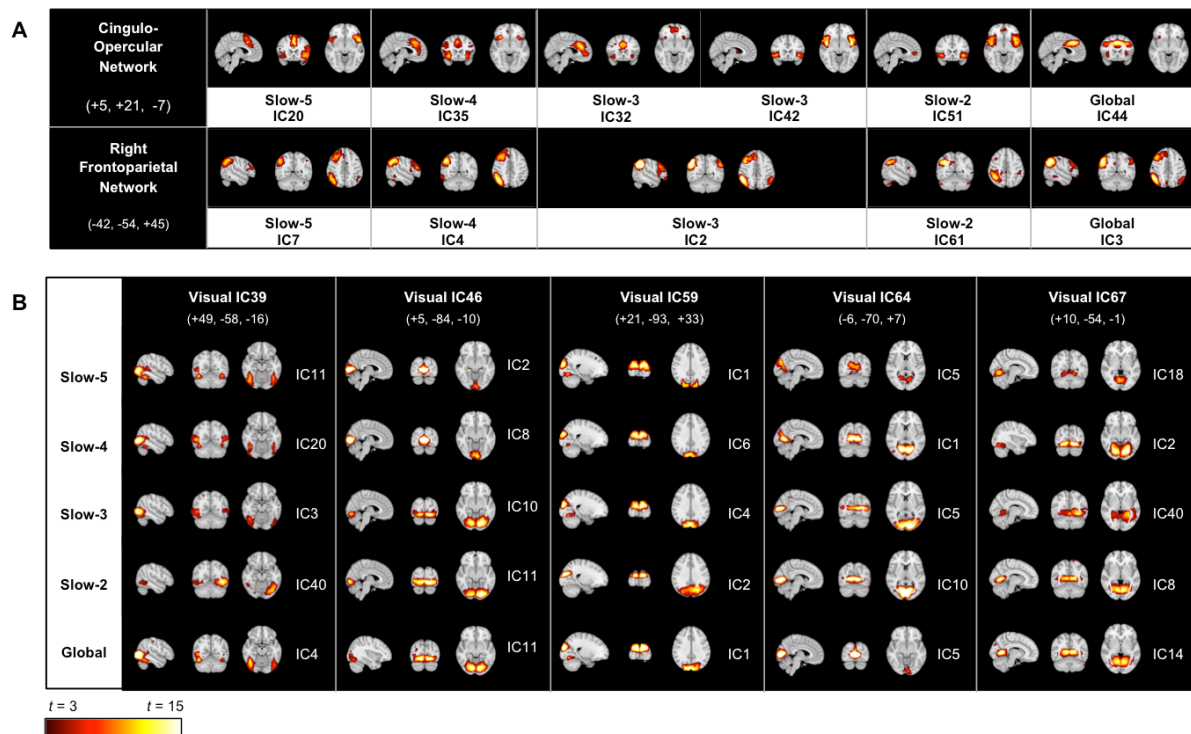 A
Cingulo-
Opercular
Network
(+5, +21, -7)
Slow-5
IC20
Slow-4
IC35
Slow-3
IC32
Slow-3
IC42
Slow-2
IC51
Global
IC44
Right
Frontoparietal
Network
(-42, -54, +45)
Slow-5
IC7
Slow-4
IC4
Slow-3
IC2
Slow-2
IC61
Global
IC3
B
Visual IC39
(+49, -58, -16)
Visual IC46
(+5, -84, -10)
Visual IC59
(+21, -93, +33)
Visual IC64
(-6, -70, +7)
Visual IC67
(+10, -54, -1)
Slow-5
IC11
IC2
IC1
IC5
IC18
Slow-4
IC20
IC8
IC6
IC1
IC2
Slow-3
IC3
IC10
IC4
IC5
IC40
Slow-2
IC40
IC11
IC2
IC10
IC8
Global
IC4
IC11
IC1
IC5
IC14
t = 3
t = 15